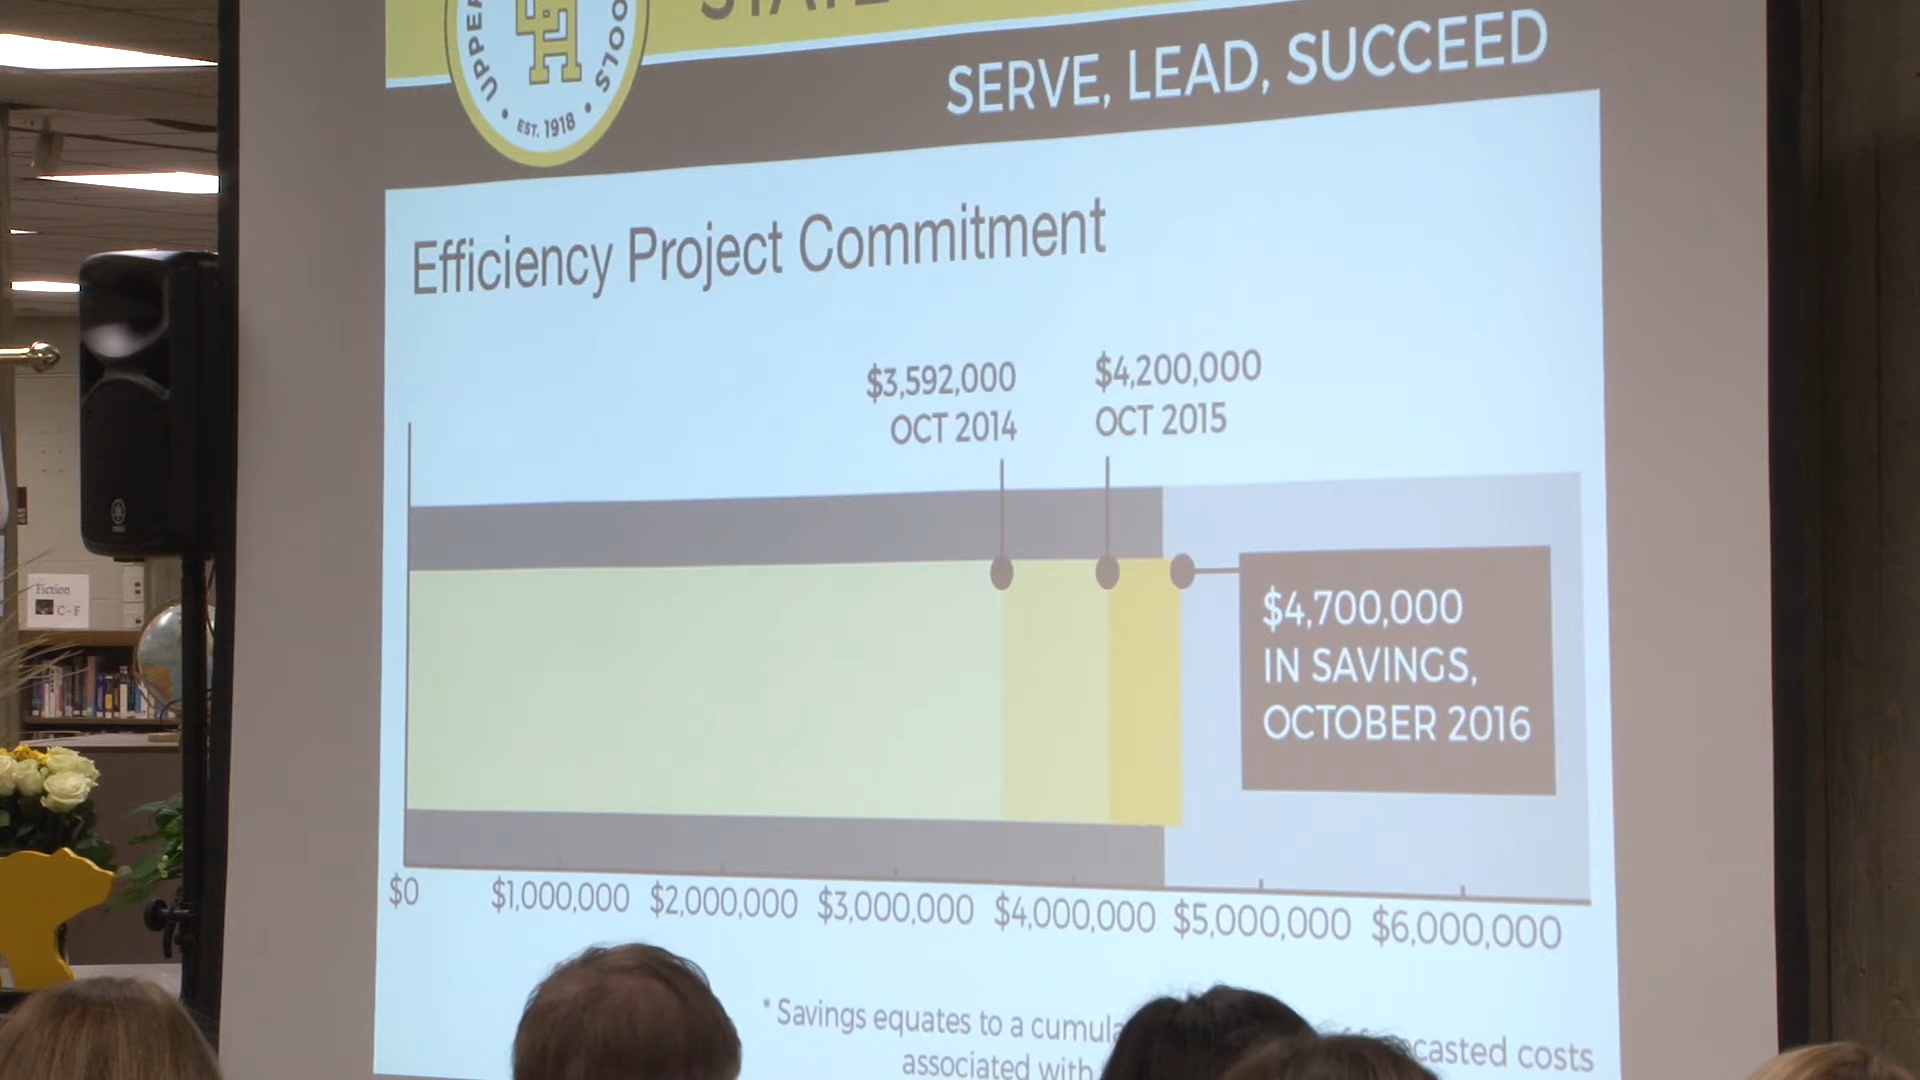 UPPER
OOLS
EST. 1918
SERVE, LEAD, SUCCEED
Efficiency Project Commitment
$3,592,000
OCT 2014
$4,200,000
OCT 2015
$4,700,000
IN SAVINGS,
OCTOBER 2016
$0 $1,000,000 $2,000,000 $3,000,000 $4,000,000 $5,000,000 $6,000,000
* Savings equates to a costs
associated with
Fiction
C - F